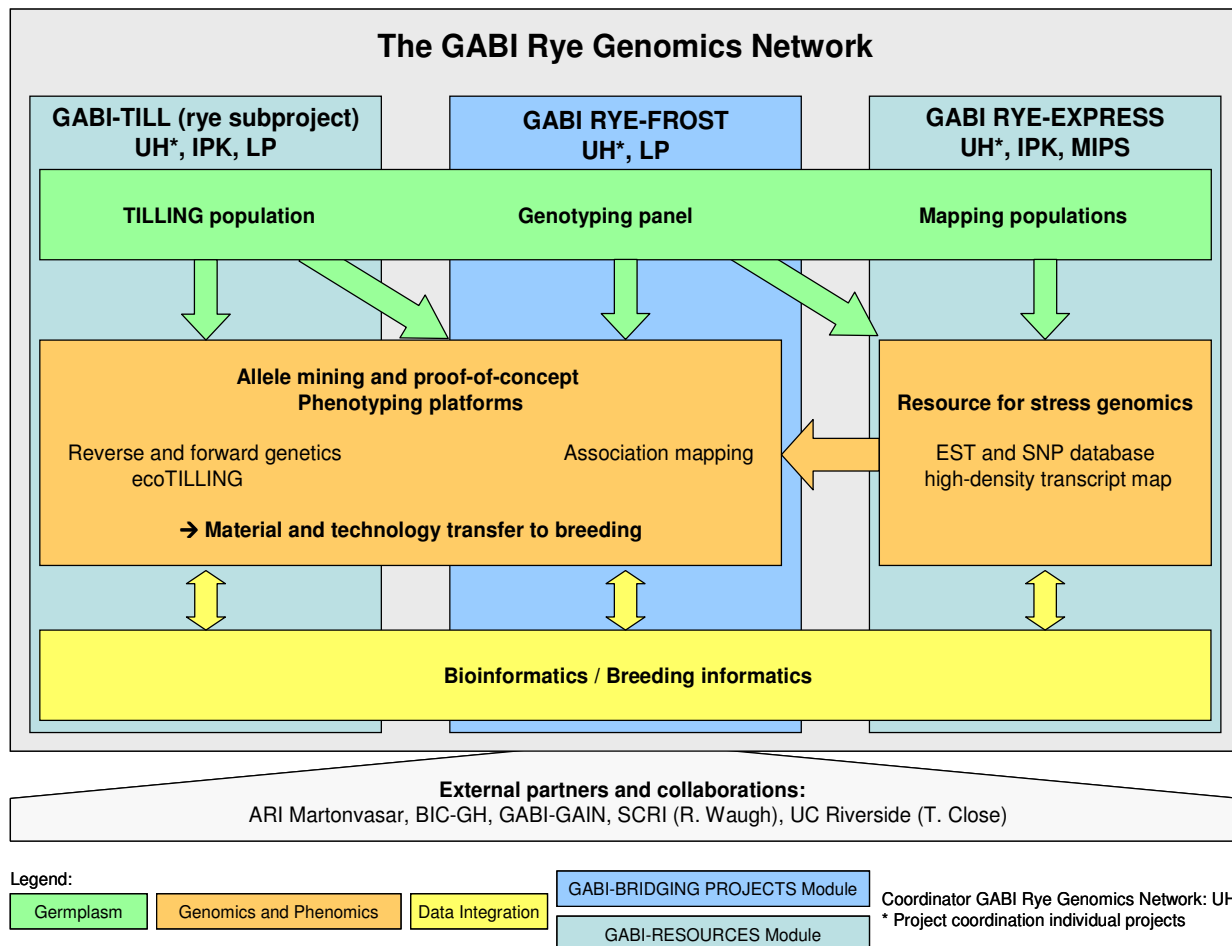 The GABI Rye Genomics Network
GABI-TILL (rye subproject)
UH*, IPK, LP
GABI RYE-FROST
UH*, LP
GABI RYE-EXPRESS
UH*, IPK, MIPS
TILLING population
Genotyping panel
Mapping populations
Allele mining and proof-of-concept
Phenotyping platforms
Reverse and forward genetics
ecoTILLING
Association mapping
→ Material and technology transfer to breeding
Resource for stress genomics
EST and SNP database
high-density transcript map
Bioinformatics / Breeding informatics
External partners and collaborations:
ARI Martonvasar, BIC-GH, GABI-GAIN, SCRI (R. Waugh), UC Riverside (T. Close)
Legend:
Germplasm
Genomics and Phenomics
Data Integration
GABI-BRIDGING PROJECTS Module
GABI-RESOURCES Module
Coordinator GABI Rye Genomics Network: UH
* Project coordination individual projects